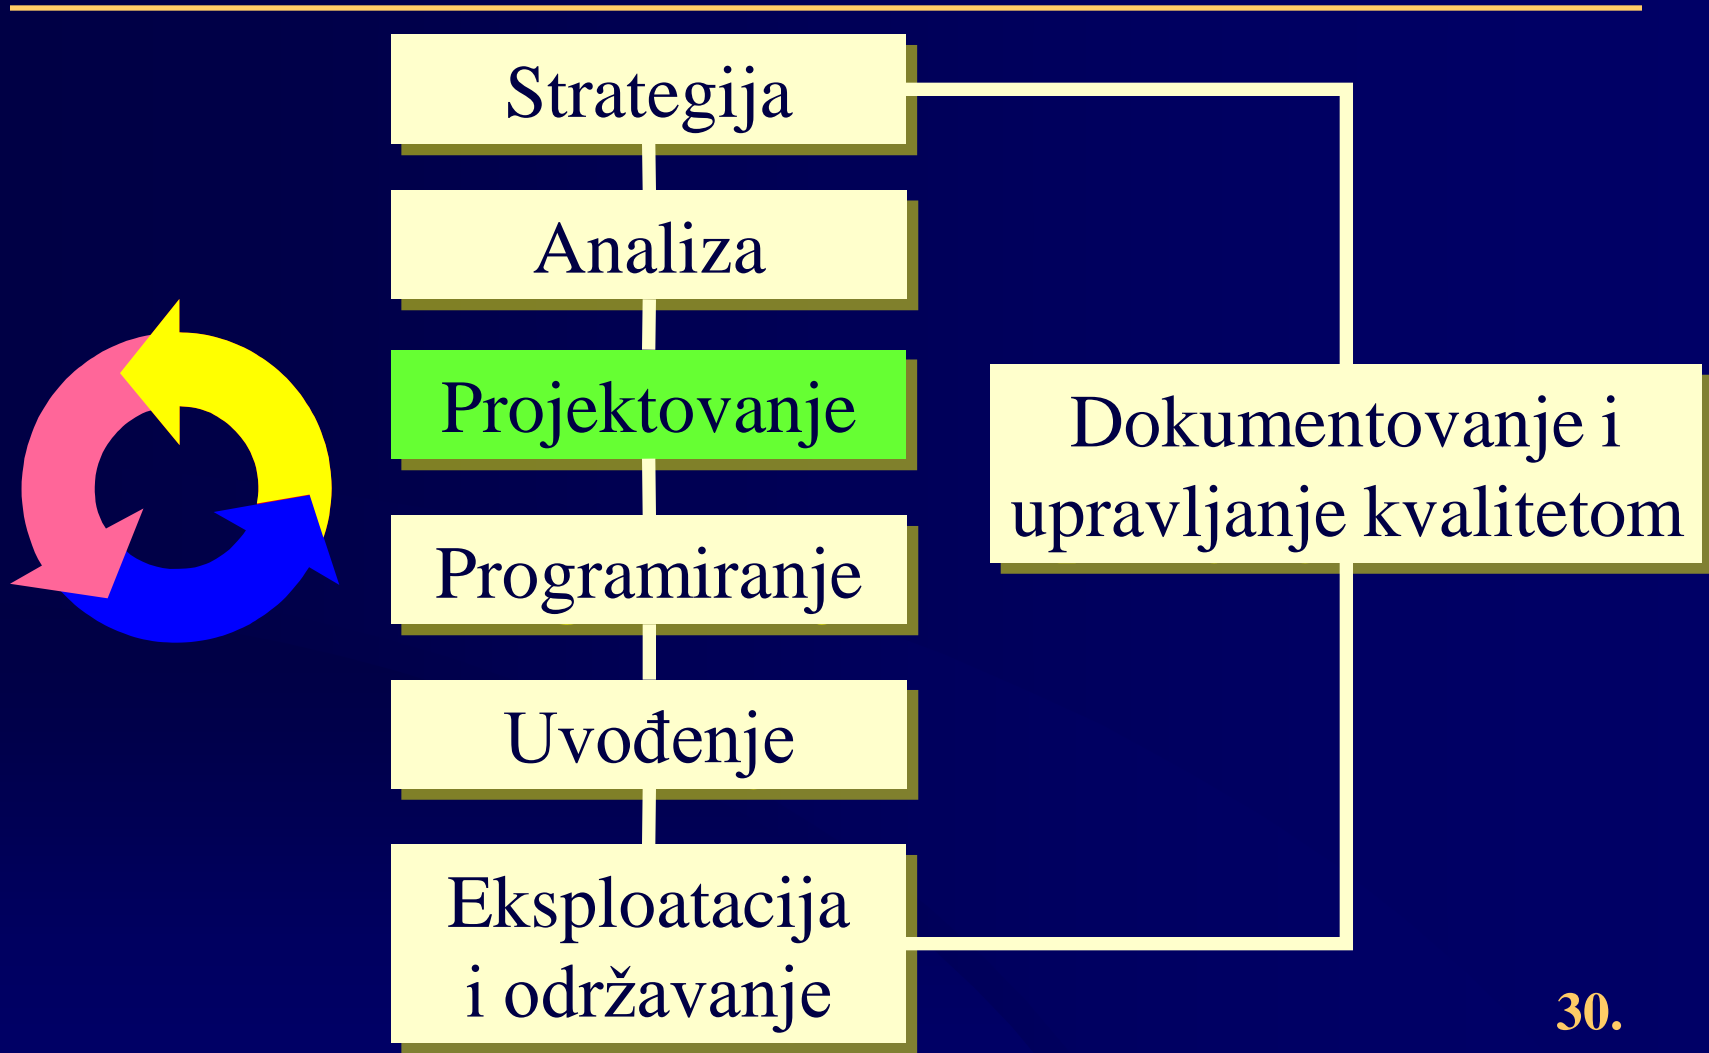 Strategija
Analiza
Projektovanje
Programiranje
Uvođenje
Eksploatacija
i održavanje
Dokumentovanje i
upravljanje kvalitetom
30.